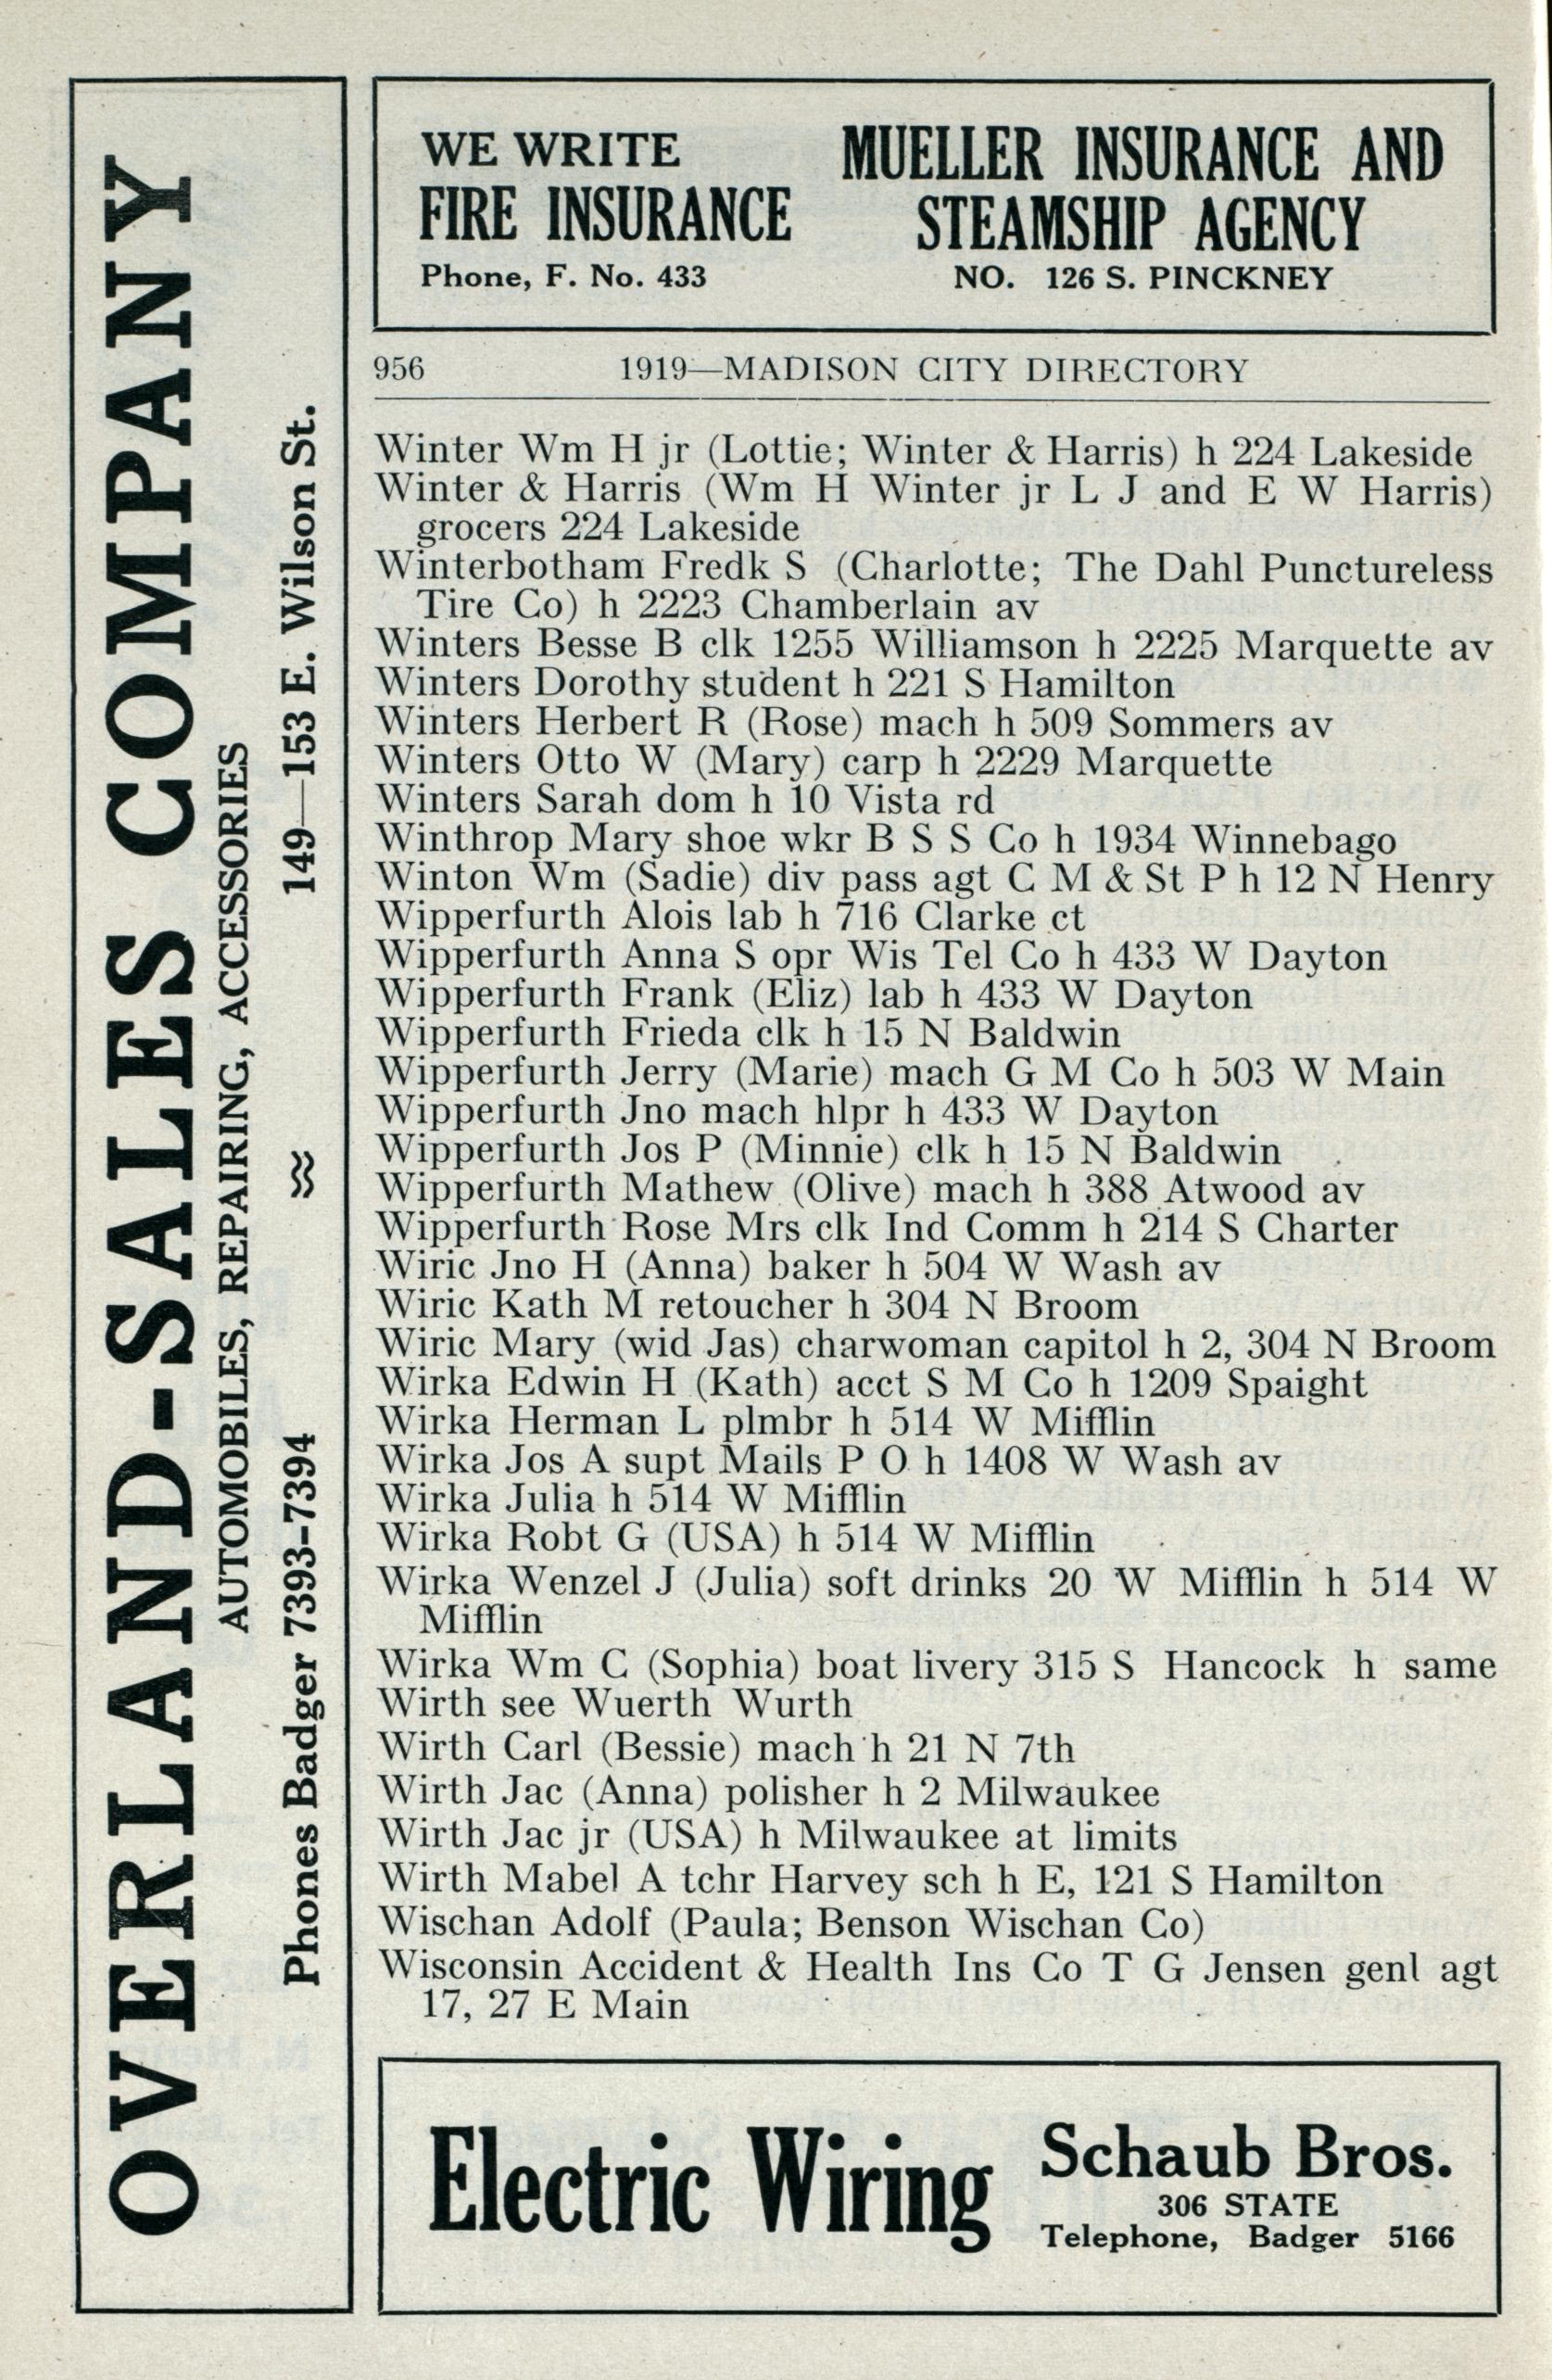 OVERLAND-SALES COMPANY
AUTOMOBILES, REPAIRING, ACCESSORIES
Phones Badger 7393-7394 ≈ 149—153 E. Wilson St.
WE WRITE
FIRE INSURANCE
Phone, F. No. 433
MUELLER INSURANCE AND
STEAMSHIP AGENCY
NO. 126 S. PINCKNEY
956 1919—MADISON CITY DIRECTORY
Winter Wm H jr (Lottie; Winter & Harris) h 224 Lakeside
Winter & Harris (Wm H Winter jr L J and E W Harris)
grocers 224 Lakeside
Winterbotham Fredk S (Charlotte; The Dahl Punctureless
Tire Co) h 2223 Chamberlain av
Winters Besse B clk 1255 Williamson h 2225 Marquette av
Winters Dorothy student h 221 S Hamilton
Winters Herbert R (Rose) mach h 509 Sommers av
Winters Otto W (Mary) carp h 2229 Marquette
Winters Sarah dom h 10 Vista rd
Winthrop Mary shoe wkr B S S Co h 1934 Winnebago
Winton Wm (Sadie) div pass agt C M & St P h 12 N Henry
Wipperfurth Alois lab h 716 Clarke ct
Wipperfurth Anna S opr Wis Tel Co h 433 W Dayton
Wipperfurth Frank (Eliz) lab h 433 W Dayton
Wipperfurth Frieda clk h 15 N Baldwin
Wipperfurth Jerry (Marie) mach G M Co h 503 W Main
Wipperfurth Jno mach hlpr h 433 W Dayton
Wipperfurth Jos P (Minnie) clk h 15 N Baldwin
Wipperfurth Mathew (Olive) mach h 388 Atwood av
Wipperfurth Rose Mrs clk Ind Comm h 214 S Charter
Wiric Jno H (Anna) baker h 504 W Wash av
Wiric Kath M retoucher h 304 N Broom
Wiric Mary (wid Jas) charwoman capitol h 2, 304 N Broom
Wirka Edwin H (Kath) acct S M Co h 1209 Spaight
Wirka Herman L plmbr h 514 W Mifflin
Wirka Jos A supt Mails P O h 1408 W Wash av
Wirka Julia h 514 W Mifflin
Wirka Robt G (USA) h 514 W Mifflin
Wirka Wenzel J (Julia) soft drinks 20 W Mifflin h 514 W
Mifflin
Wirka Wm C (Sophia) boat livery 315 S Hancock h same
Wirth see Wuerth Wurth
Wirth Carl (Bessie) mach h 21 N 7th
Wirth Jac (Anna) polisher h 2 Milwaukee
Wirth Jac jr (USA) h Milwaukee at limits
Wirth Mabel A tchr Harvey sch h E, 121 S Hamilton
Wischan Adolf (Paula; Benson Wischan Co)
Wisconsin Accident & Health Ins Co T G Jensen genl agt
17, 27 E Main
Electric Wiring
Schaub Bros.
306 STATE
Telephone, Badger 5166